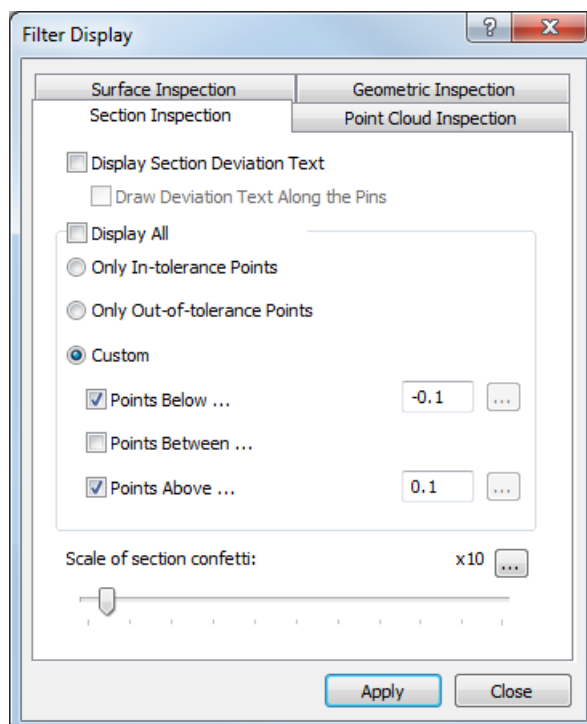 Filter Display
Surface Inspection
Geometric Inspection
Section Inspection
Point Cloud Inspection
Display Section Deviation Text
Draw Deviation Text Along the Pins
Display All
Only In-tolerance Points
Only Out-of-tolerance Points
Custom
Points Below ... -0.1 ...
Points Between ...
Points Above ... 0.1 ...
Scale of section confetti: x10 ...
Apply Close